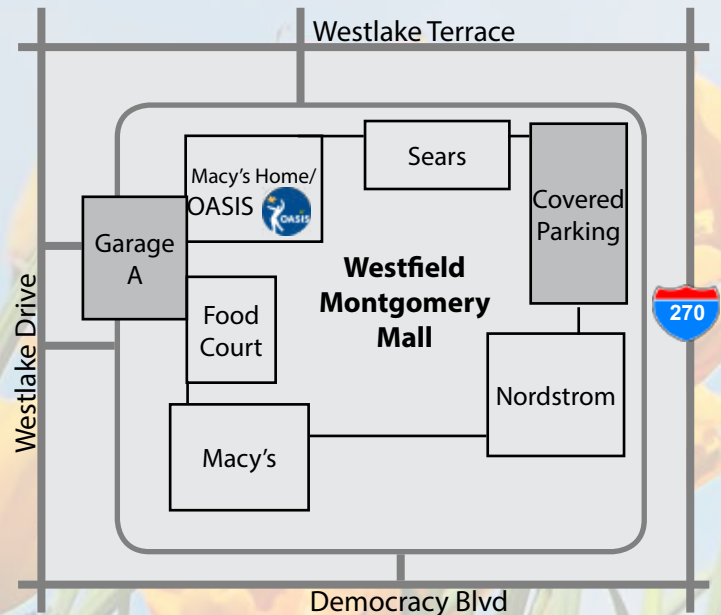 Westlake Terrace
Sears
Macy's Home/
OASIS
OASIS
Covered
Parking
Garage
A
Westfield
Montgomery
Mall
270
Westlake Drive
Food
Court
Nordstrom
Macy's
Democracy Blvd